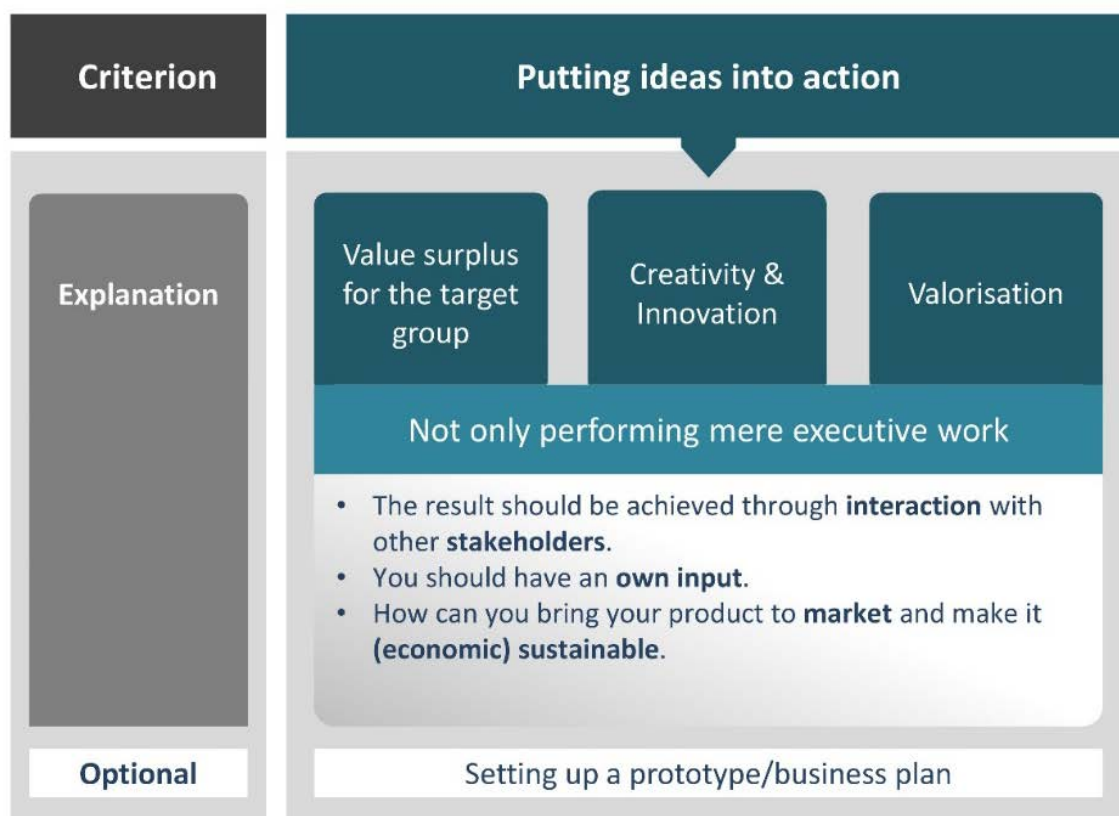 Criterion
Putting ideas into action
Explanation
Value surplus
for the target
group
Creativity &
Innovation
Valorisation
Not only performing mere executive work
• The result should be achieved through interaction with
other stakeholders.
• You should have an own input.
• How can you bring your product to market and make it
(economic) sustainable.
Optional
Setting up a prototype/business plan